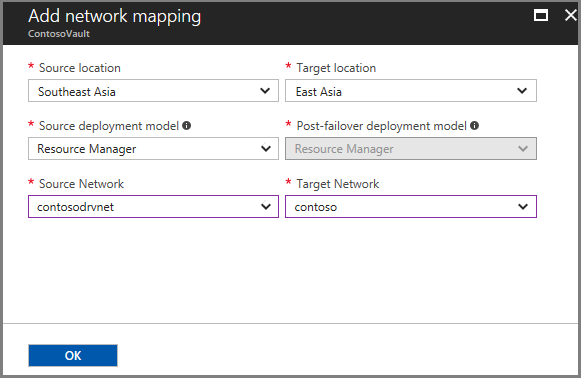 Add network mapping
ContosoVault
* Source location * Target location
Southeast Asia East Asia
* Source deployment model * Post-failover deployment model
Resource Manager Resource Manager
* Source Network * Target Network
contosodrvnet contoso
OK